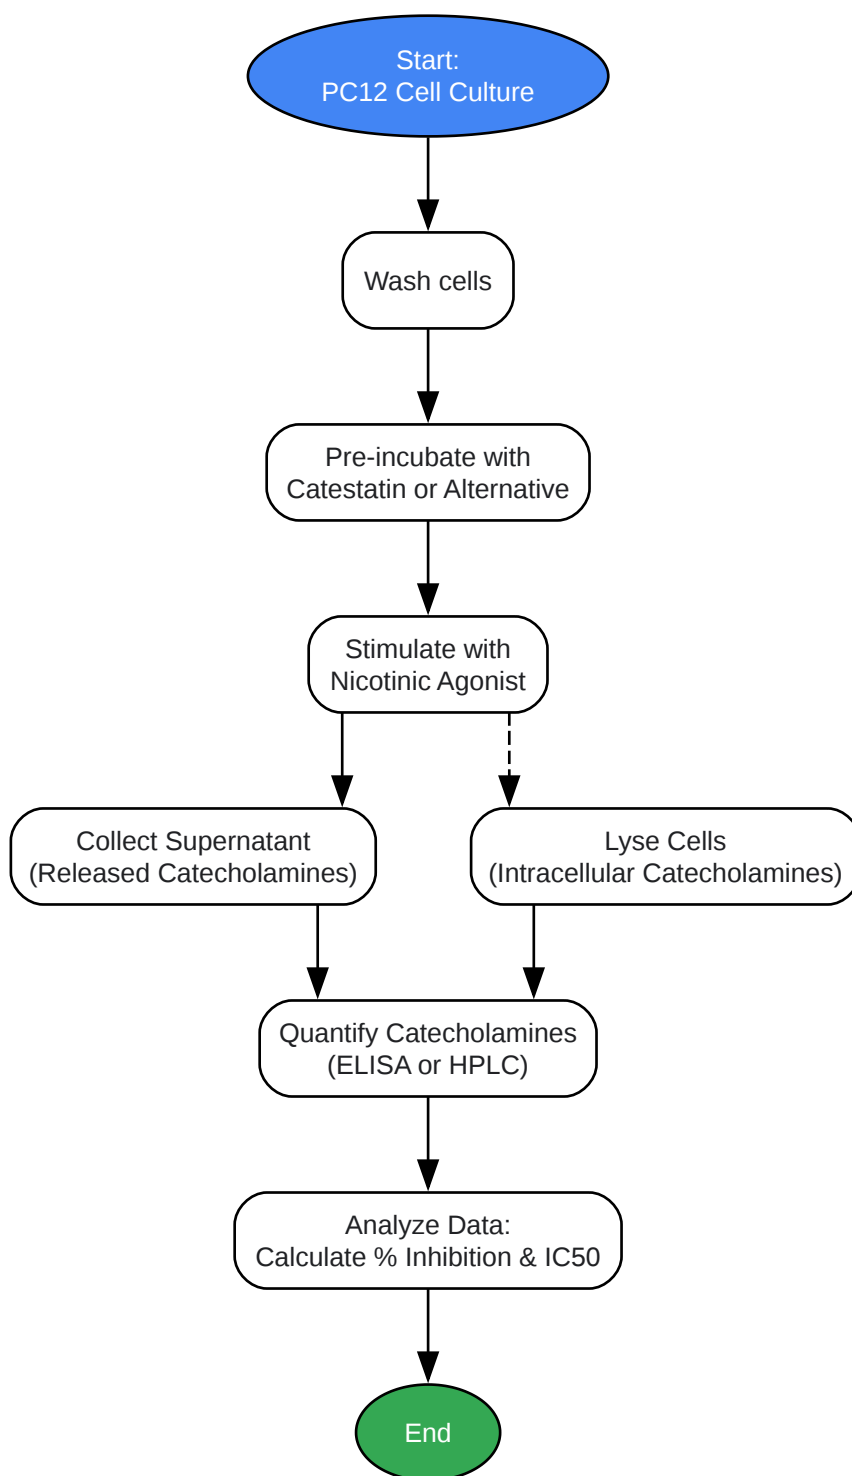 Start:
PC12 Cell Culture
Wash cells
Pre-incubate with
Catestatin or Alternative
Stimulate with
Nicotinic Agonist
Collect Supernatant
(Released Catecholamines)
Lyse Cells
(Intracellular Catecholamines)
Quantify Catecholamines
(ELISA or HPLC)
Analyze Data:
Calculate % Inhibition & IC50
End